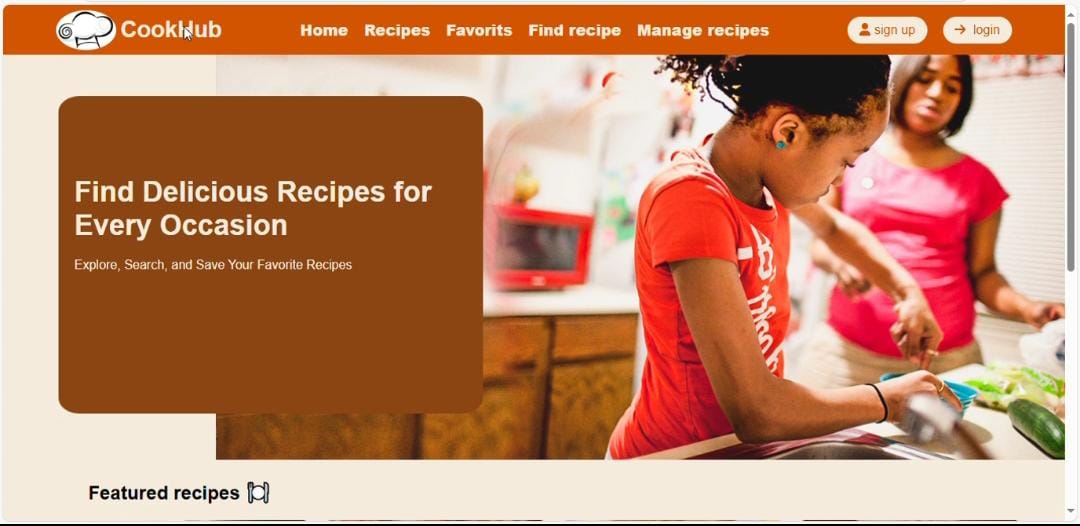 CookHub
Home Recipes Favorits Find recipe Manage recipes
sign up login
Find Delicious Recipes for
Every Occasion
Explore, Search, and Save Your Favorite Recipes
Featured recipes